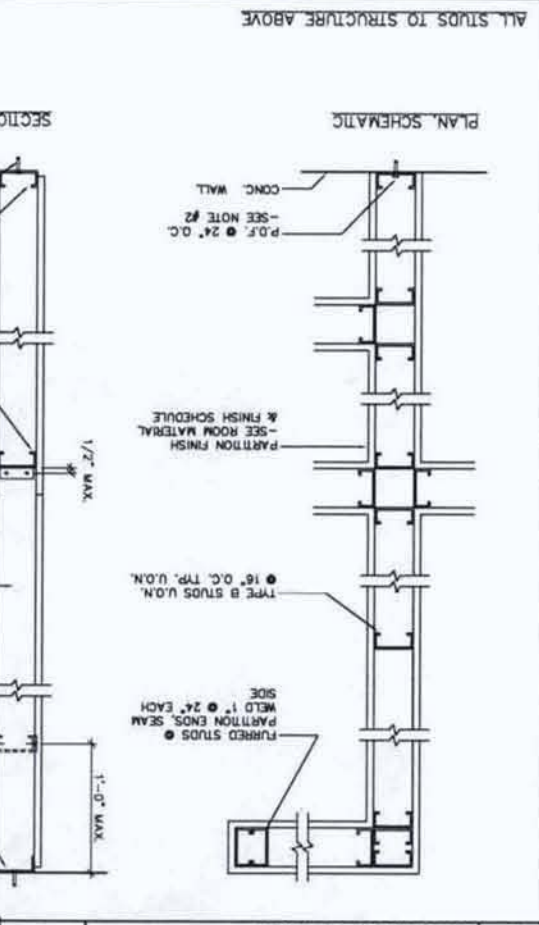 FURRED STUDS @
PARTITION ENDS, SEAM
WELD 1" @ 24" EACH
SIDE
1'-0" MAX.
TYPE B STUDS U.O.N.
@ 16" O.C. TYP. U.O.N.
1/2" MAX.
PARTITION FINISH
-SEE ROOM MATERIAL
& FINISH SCHEDULE
P.D.F. @ 24" O.C.
-SEE NOTE #2
CONC. WALL
PLAN, SCHEMATIC
SECTIO
ALL STUDS TO STRUCTURE ABOVE